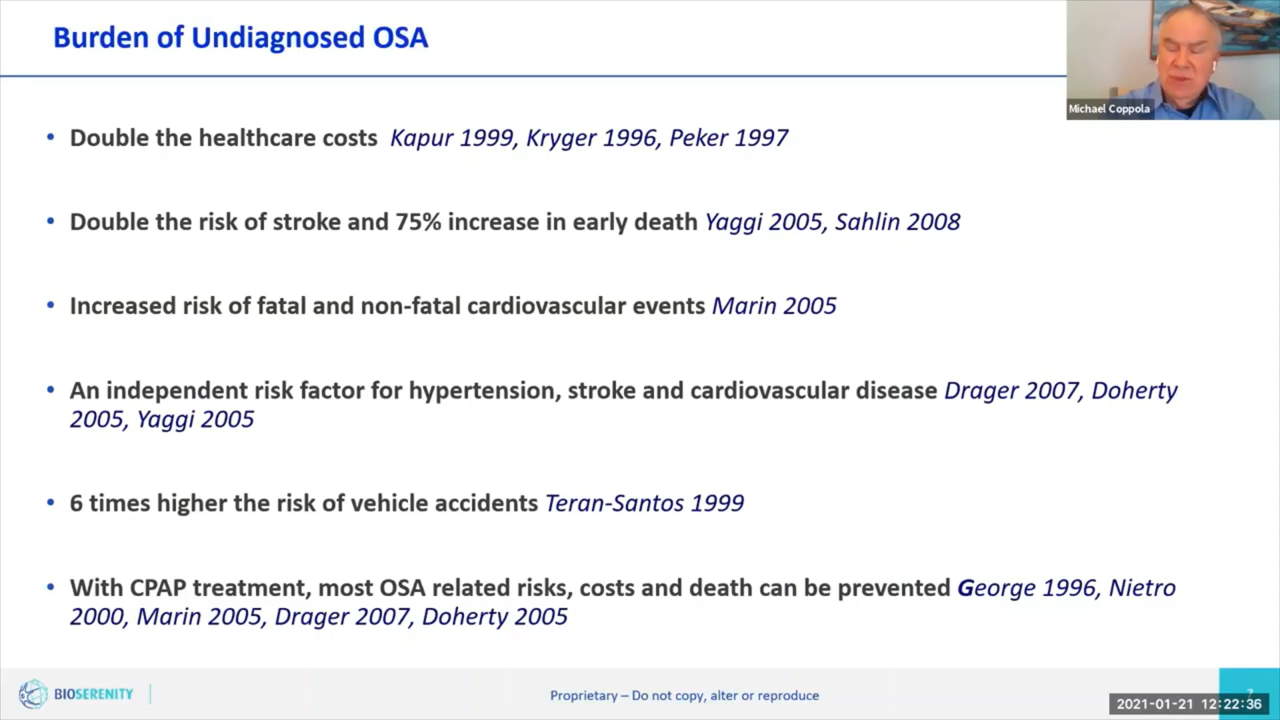 Burden of Undiagnosed OSA
Michael Coppola
• Double the healthcare costs Kapur 1999, Kryger 1996, Peker 1997
• Double the risk of stroke and 75% increase in early death Yaggi 2005, Sahlin 2008
• Increased risk of fatal and non-fatal cardiovascular events Marin 2005
• An independent risk factor for hypertension, stroke and cardiovascular disease Drager 2007, Doherty
2005, Yaggi 2005
• 6 times higher the risk of vehicle accidents Teran-Santos 1999
• With CPAP treatment, most OSA related risks, costs and death can be prevented George 1996, Nietro
2000, Marin 2005, Drager 2007, Doherty 2005
BIOSERENITY
Proprietary – Do not copy, alter or reproduce
7
2021-01-21 12:22:36